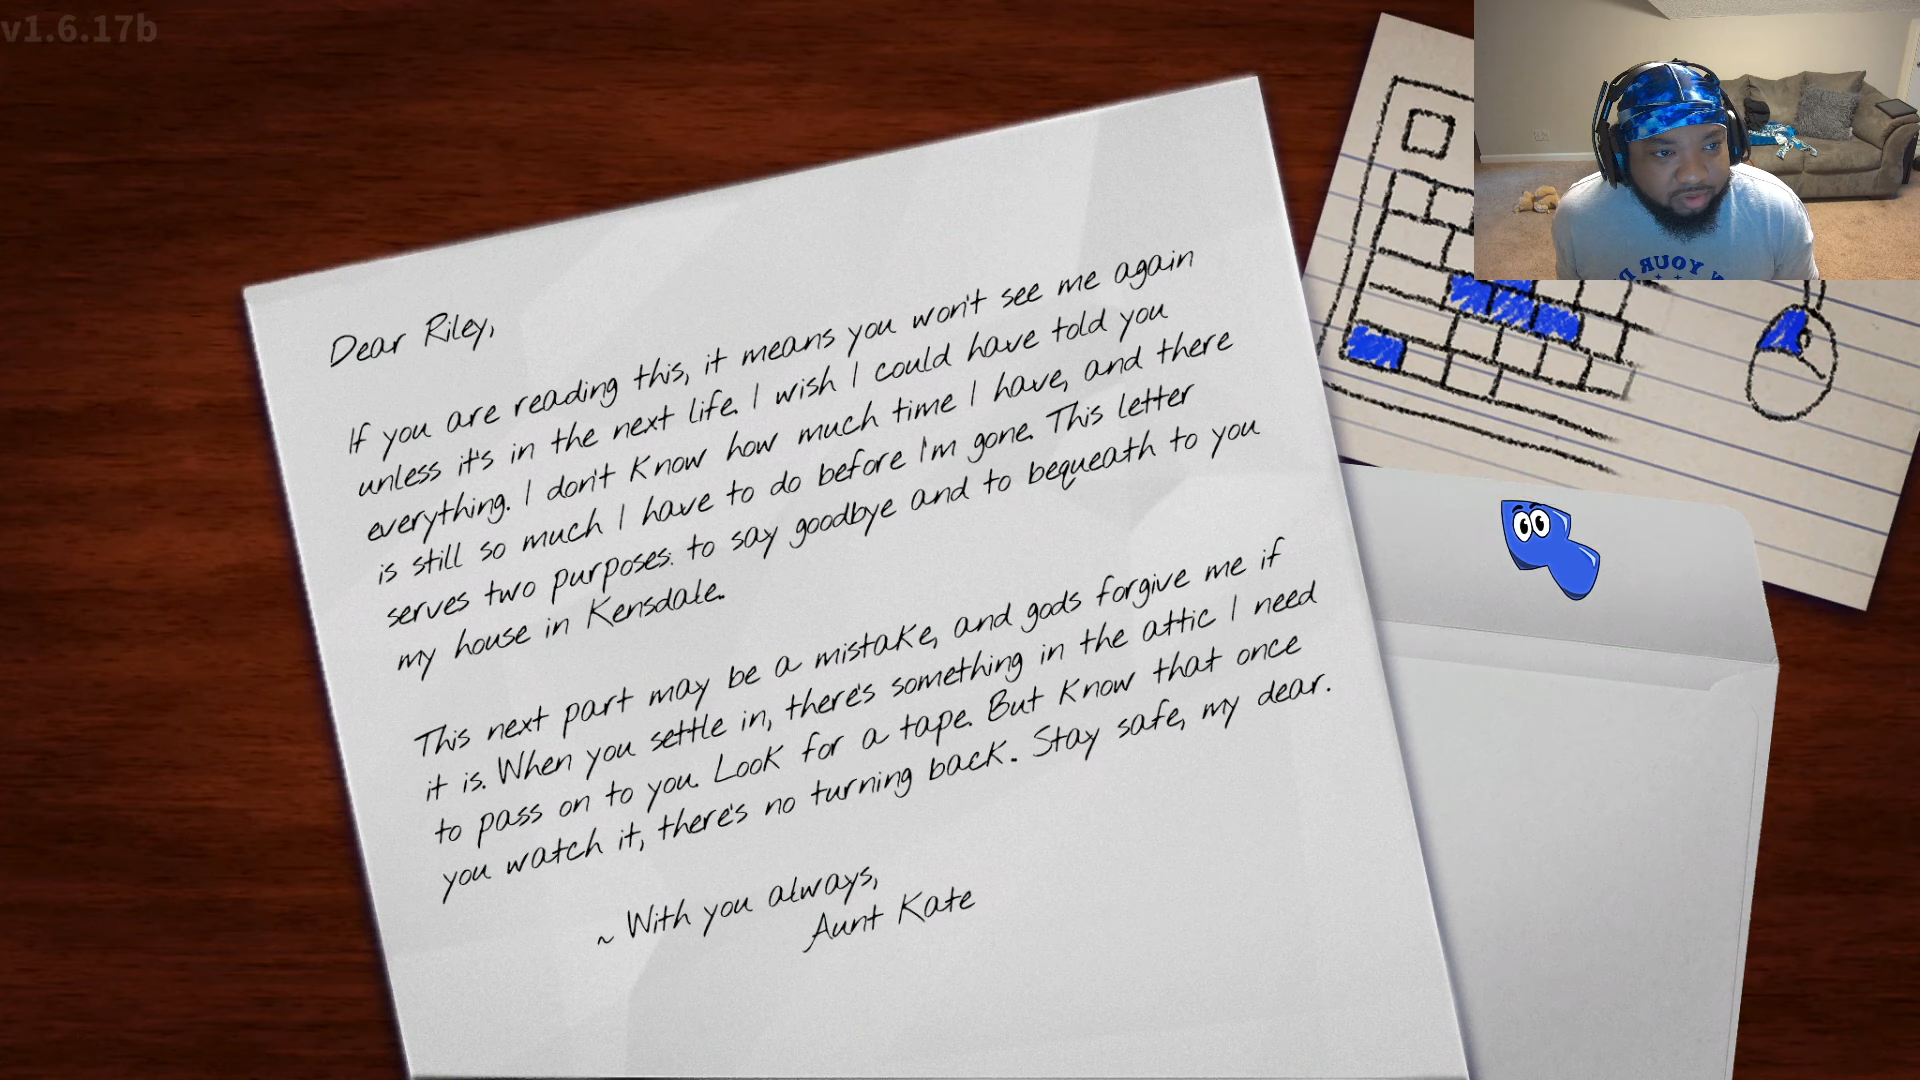 v1.6.17b
Dear Riley,
If you are reading this, it means you won't see me again
unless it's in the next life. I wish I could have told you
everything. I don't know how much time I have, and there
is still so much I have to do before I'm gone. This letter
serves two purposes: to say goodbye and to bequeath to you
my house in Kensdale.
This next part may be a mistake, and gods forgive me if
it is. When you settle in, there's something in the attic I need
to pass on to you. Look for a tape. But know that once
you watch it, there's no turning back. Stay safe, my dear.
~ With you always,
Aunt Kate
YOUR